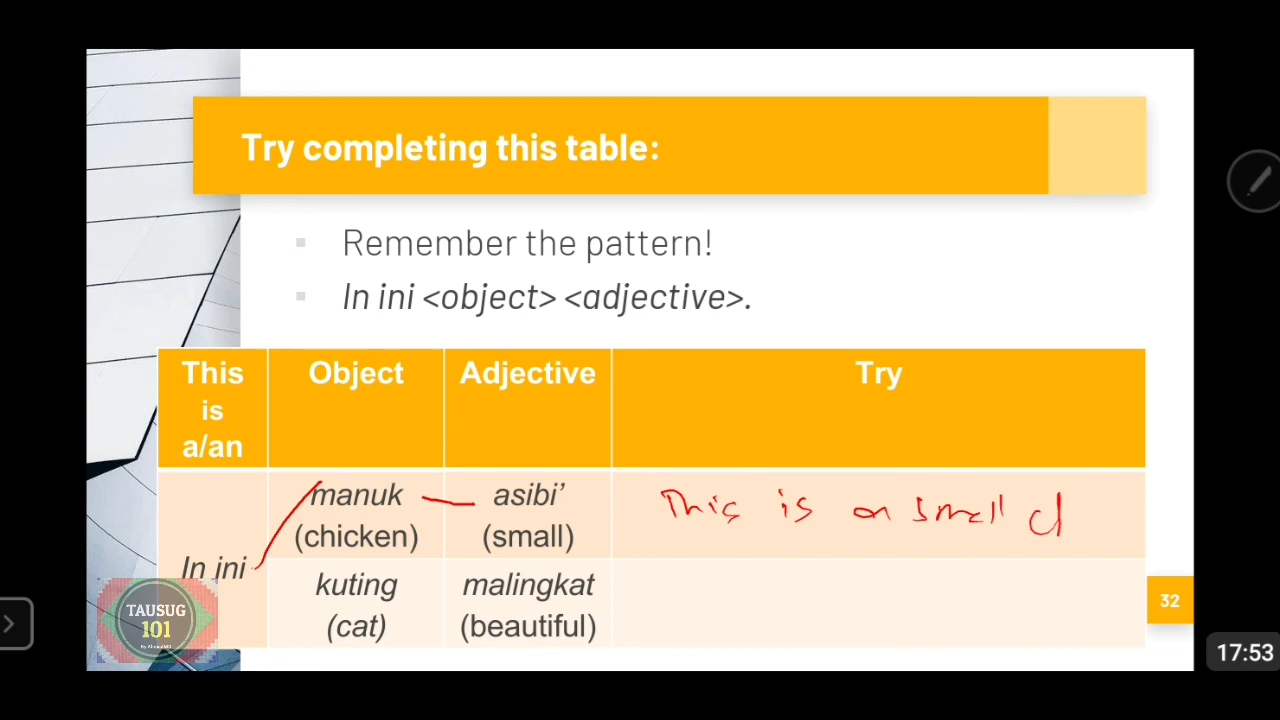 Try completing this table:
Remember the pattern!
In ini <object> <adjective>.
This is a/an Object Adjective Try
In ini
manuk (chicken) asibi’ (small) This is a small
kuting (cat) malingkat (beautiful)
TAUSUG
101
32
17:53